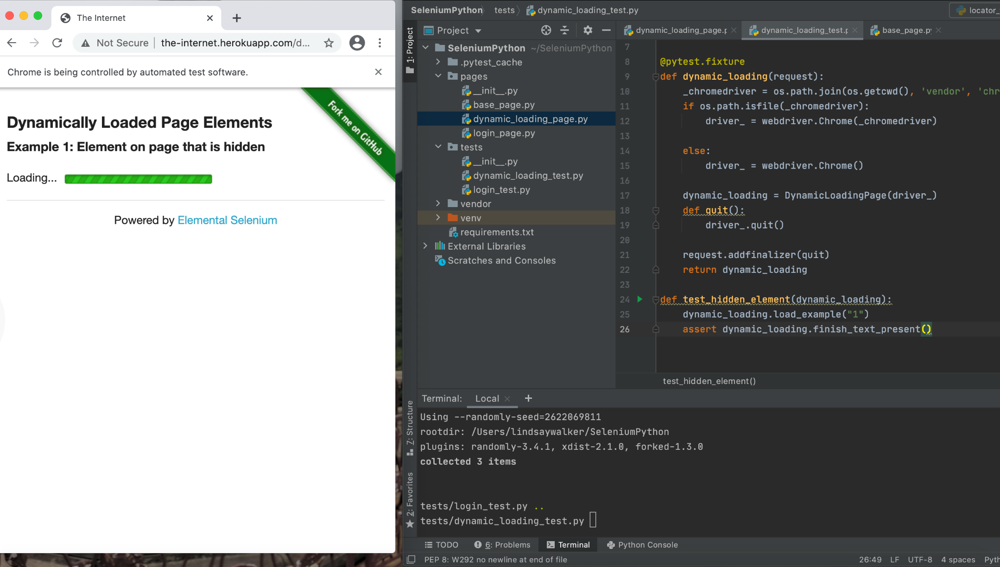 The Internet
Not Secure | the-internet.herokuapp.com/d...
Chrome is being controlled by automated test software.
Fork me on GitHub
Dynamically Loaded Page Elements
Example 1: Element on page that is hidden
Loading...
Powered by Elemental Selenium
SeleniumPython tests dynamic_loading_test.py
locator_
1: Project
Project
SeleniumPython ~/SeleniumPython
.pytest_cache
pages
__init__.py
base_page.py
dynamic_loading_page.py
login_page.py
tests
__init__.py
dynamic_loading_test.py
login_test.py
vendor
venv
requirements.txt
External Libraries
Scratches and Consoles
dynamic_loading_page.p dynamic_loading_test.p base_page.py
7
8 @pytest.fixture
9 def dynamic_loading(request):
10 _chromedriver = os.path.join(os.getcwd(), 'vendor', 'chr
11 if os.path.isfile(_chromedriver):
12 driver_ = webdriver.Chrome(_chromedriver)
13
14 else:
15 driver_ = webdriver.Chrome()
16
17 dynamic_loading = DynamicLoadingPage(driver_)
18 def quit():
19 driver_.quit()
20
21 request.addfinalizer(quit)
22 return dynamic_loading
23
24 def test_hidden_element(dynamic_loading):
25 dynamic_loading.load_example("1")
26 assert dynamic_loading.finish_text_present()
test_hidden_element()
Terminal: Local
Using --randomly-seed=2622069811
rootdir: /Users/lindsaywalker/SeleniumPython
plugins: randomly-3.4.1, xdist-2.1.0, forked-1.3.0
collected 3 items
tests/login_test.py ..
tests/dynamic_loading_test.py
Z: Structure
2: Favorites
TODO 6: Problems Terminal Python Console
PEP 8: W292 no newline at end of file
26:49 LF UTF-8 4 spaces Pyth